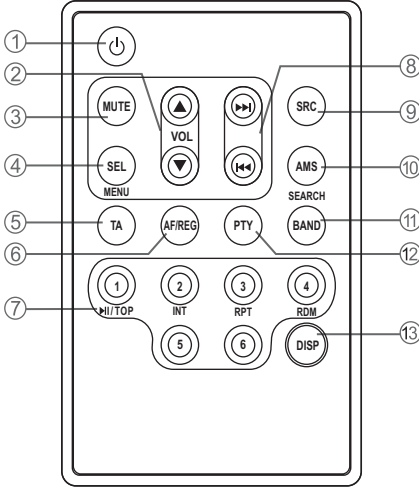 1
2
8
MUTE
SRC
3
VOL
9
4
SEL
AMS
10
MENU
SEARCH
5
TA
AF/REG
PTY
BAND
11
6
12
1
2
3
4
7
▶II/TOP
INT
RPT
RDM
5
6
DISP
13